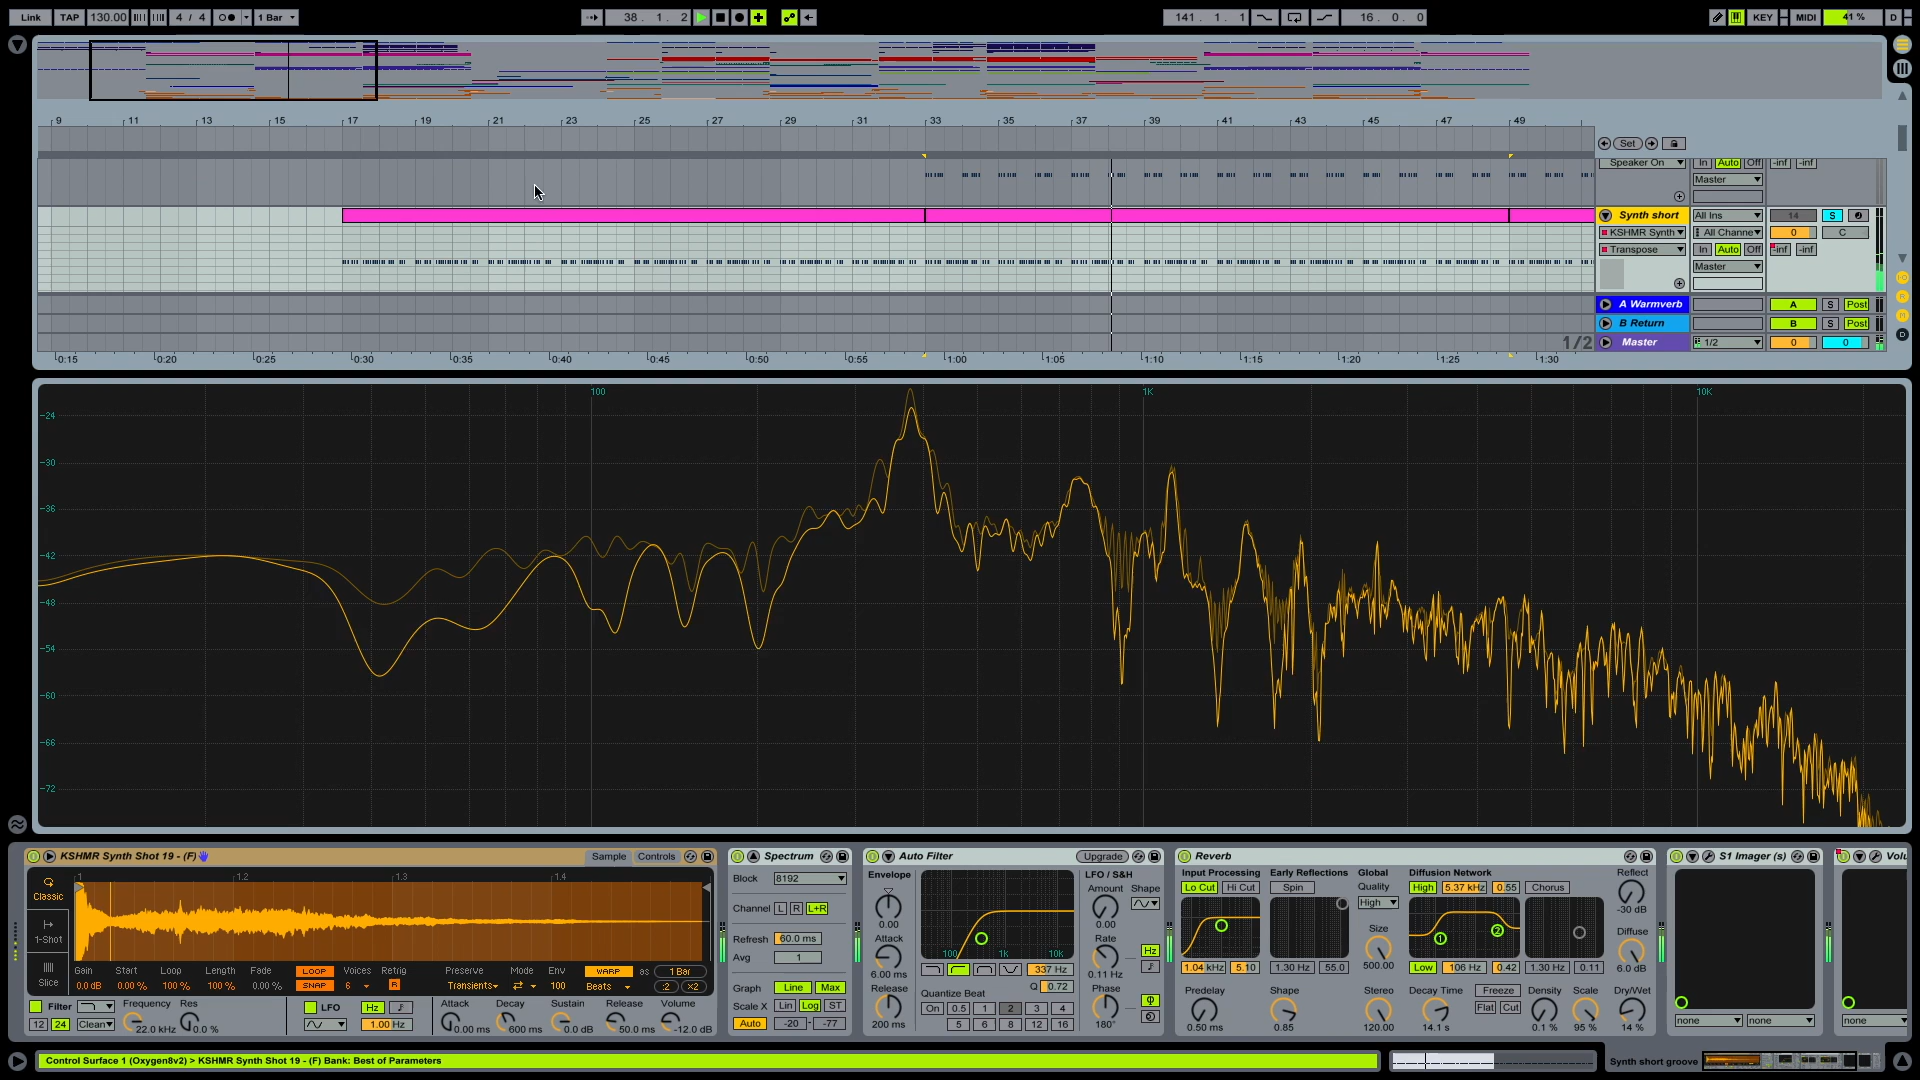 Link TAP 130.00 4 / 4 1 Bar 38. 1. 2 141. 1. 1 16. 0. 0 KEY MIDI 41 % D
9 11 13 15 17 19 21 23 25 27 29 31 33 35 37 39 41 43 45 47 49
Set
Speaker On In Auto Off -inf -inf
Master
Synth short All Ins 14 S
KSHMR Synth All Channe 0 C
Transpose In Auto Off -inf -inf
Master
A Warmverb A S Post
B Return B S Post
1/2 Master 1/2 0 0
0:15 0:20 0:25 0:30 0:35 0:40 0:45 0:50 0:55 1:00 1:05 1:10 1:15 1:20 1:25 1:30
100 1K 10K
-24
-30
-36
-42
-48
-54
-60
-66
-72
KSHMR Synth Shot 19 - (F) Sample Controls
1 1.2 1.3 1.4
Classic
1-Shot
Slice
Gain Start Loop Length Fade LOOP Voices Retrig Preserve Mode Env WARP as 1 Bar
0.0 dB 0.00 % 100 % 100 % 0.00 % SNAP 6 R Transients 100 Beats :2 ×2
Filter Frequency Res LFO Hz Attack Decay Sustain Release Volume
12 24 Clean 22.0 kHz 0.0 % 1.00 Hz 0.00 ms 600 ms 0.0 dB 50.0 ms -12.0 dB
Spectrum
Block 8192
Channel L R L+R
Refresh 60.0 ms
Avg 1
Graph Line Max
Scale X Lin Log ST
Auto -20 - -77
Auto Filter Upgrade
Envelope
0.00
Attack
6.00 ms
Release
200 ms
100 1K 10K
337 Hz
Q 0.72
Quantize Beat
On 0.5 1 2 3 4
5 6 8 12 16
LFO / S&H
Amount Shape
0.00
Rate
0.11 Hz
Hz
Phase
180°
Reverb
Input Processing
Lo Cut Hi Cut
1.04 kHz 5.10
Predelay
0.50 ms
Early Reflections
Spin
1.30 Hz 55.0
Shape
0.85
Global
Quality
High
Size
500.00
Stereo
120.00
Diffusion Network
High 5.37 kHz 0.55 Chorus
1 2
Low 106 Hz 0.42 1.30 Hz 0.11
Decay Time Freeze Density Scale
14.1 s Flat Cut 0.1 % 95 %
Reflect
-30 dB
Diffuse
6.0 dB
Dry/Wet
14 %
S1 Imager (s)
none none
none
Control Surface 1 (Oxygen8v2) > KSHMR Synth Shot 19 - (F) Bank: Best of Parameters
Synth short groove